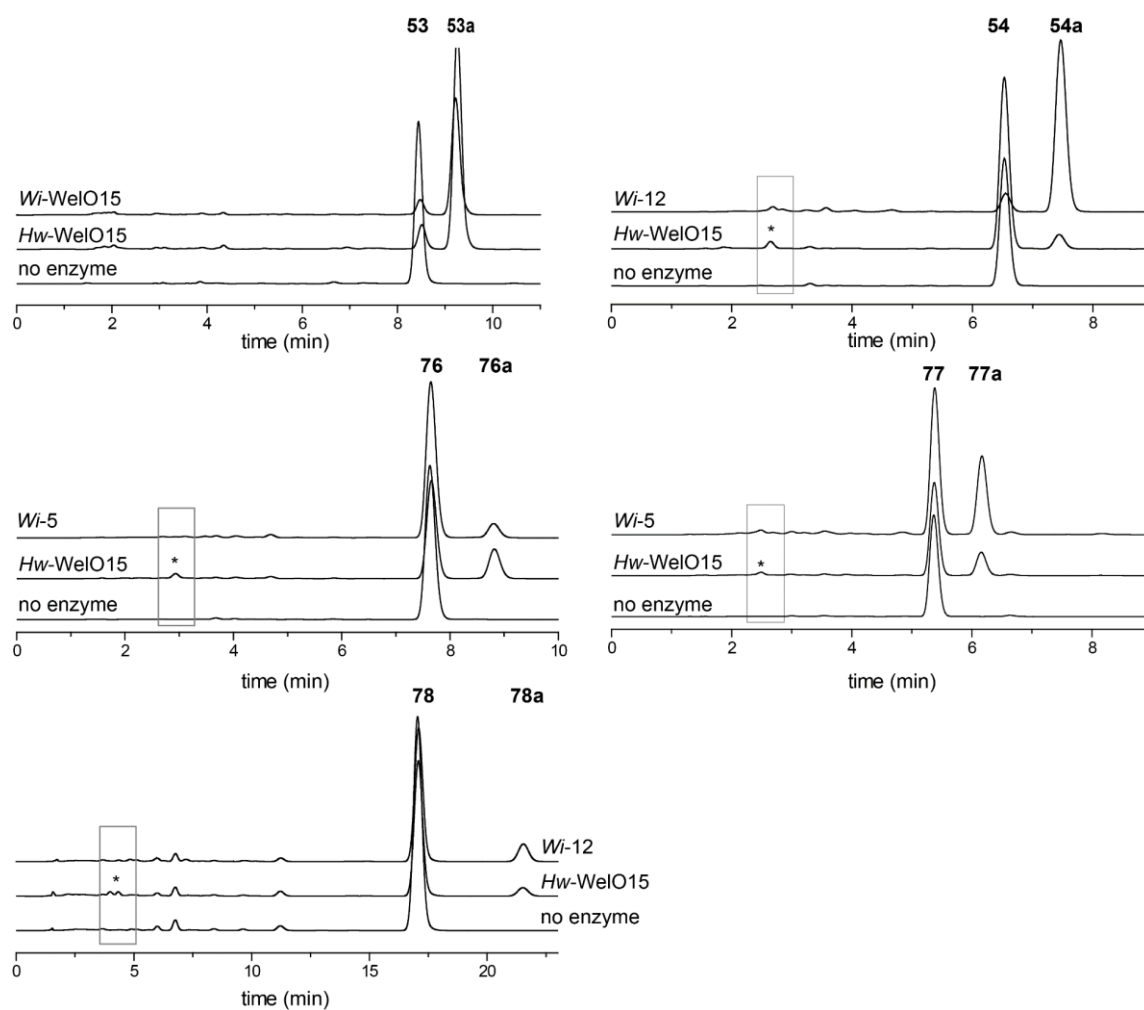 53 53a
Wi-WelO15
Hw-WelO15
no enzyme
0 2 4 6 8 10
time (min)
54 54a
Wi-12
Hw-WelO15
*
no enzyme
0 2 4 6 8
time (min)
76 76a
Wi-5
Hw-WelO15
*
no enzyme
0 2 4 6 8 10
time (min)
77 77a
Wi-5
Hw-WelO15
*
no enzyme
0 2 4 6 8
time (min)
78 78a
Wi-12
*
Hw-WelO15
no enzyme
0 5 10 15 20
time (min)